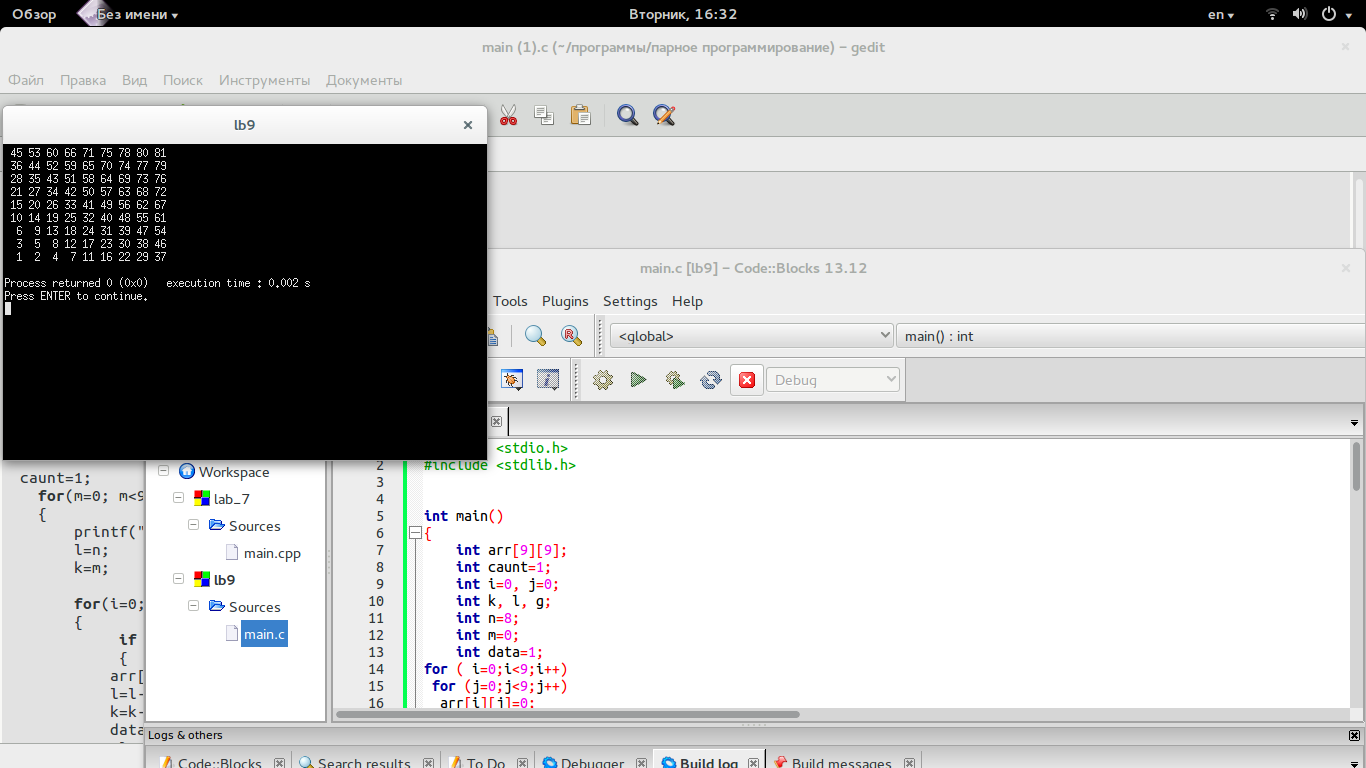 Обзор Без имени Вторник, 16:32 en
main (1).c (~/программы/парное программирование) – gedit
Файл Правка Вид Поиск Инструменты Документы
lb9
45 53 60 66 71 75 78 80 81
36 44 52 59 65 70 74 77 79
28 35 43 51 58 64 69 73 76
21 27 34 42 50 57 63 68 72
15 20 26 33 41 49 56 62 67
10 14 19 25 32 40 48 55 61
6 9 13 18 24 31 39 47 54
3 5 8 12 17 23 30 38 46
1 2 4 7 11 16 22 29 37
Process returned 0 (0x0) execution time : 0.002 s
Press ENTER to continue.
main.c [lb9] – Code::Blocks 13.12
Tools Plugins Settings Help
<global> main() : int
Debug
caunt=1;
for(m=0; m<9
{
printf("
l=n;
k=m;
for(i=0;
{
if
{
arr[
l=l-
k=k-
data
Workspace
lab_7
Sources
main.cpp
lb9
Sources
main.c
<stdio.h>
2 #include <stdlib.h>
3
4
5 int main()
6 {
7 int arr[9][9];
8 int caunt=1;
9 int i=0, j=0;
10 int k, l, g;
11 int n=8;
12 int m=0;
13 int data=1;
14 for ( i=0;i<9;i++)
15 for (j=0;j<9;j++)
16 arr[i][j]=0;
Logs & others
Code::Blocks Search results To Do Debugger Build log Build messages